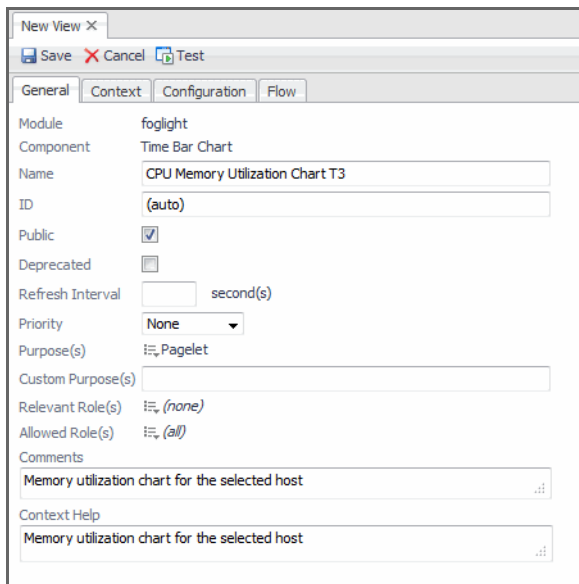 New View
Save Cancel Test
General Context Configuration Flow
Module foglight
Component Time Bar Chart
Name CPU Memory Utilization Chart T3
ID (auto)
Public
Deprecated
Refresh Interval second(s)
Priority None
Purpose(s) Pagelet
Custom Purpose(s)
Relevant Role(s) (none)
Allowed Role(s) (all)
Comments
Memory utilization chart for the selected host
Context Help
Memory utilization chart for the selected host